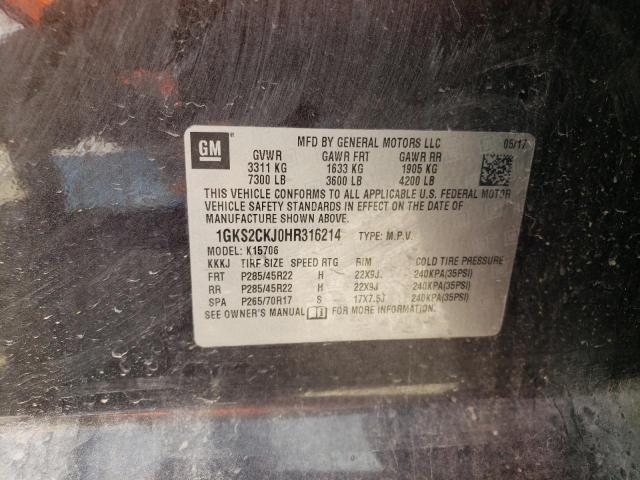 GM
MFD BY GENERAL MOTORS LLC 05/17
GVWR GAWR FRT GAWR RR
3311 KG 1633 KG 1905 KG
7300 LB 3600 LB 4200 LB
THIS VEHICLE CONFORMS TO ALL APPLICABLE U.S. FEDERAL MOTOR
VEHICLE SAFETY STANDARDS IN EFFECT ON THE DATE OF MANUFACTURE
SHOWN ABOVE.
1GKS2CKJ0HR316214 TYPE: M.P.V.
MODEL: K15706
KKKJ TIRE SIZE SPEED RTG RIM COLD TIRE PRESSURE
FRT P285/45R22 H 22X9J 240KPA(35PSI)
RR P285/45R22 H 22X9J 240KPA(35PSI)
SPA P265/70R17 S 17X7.5J 240KPA(35PSI)
SEE OWNER'S MANUAL FOR MORE INFORMATION.